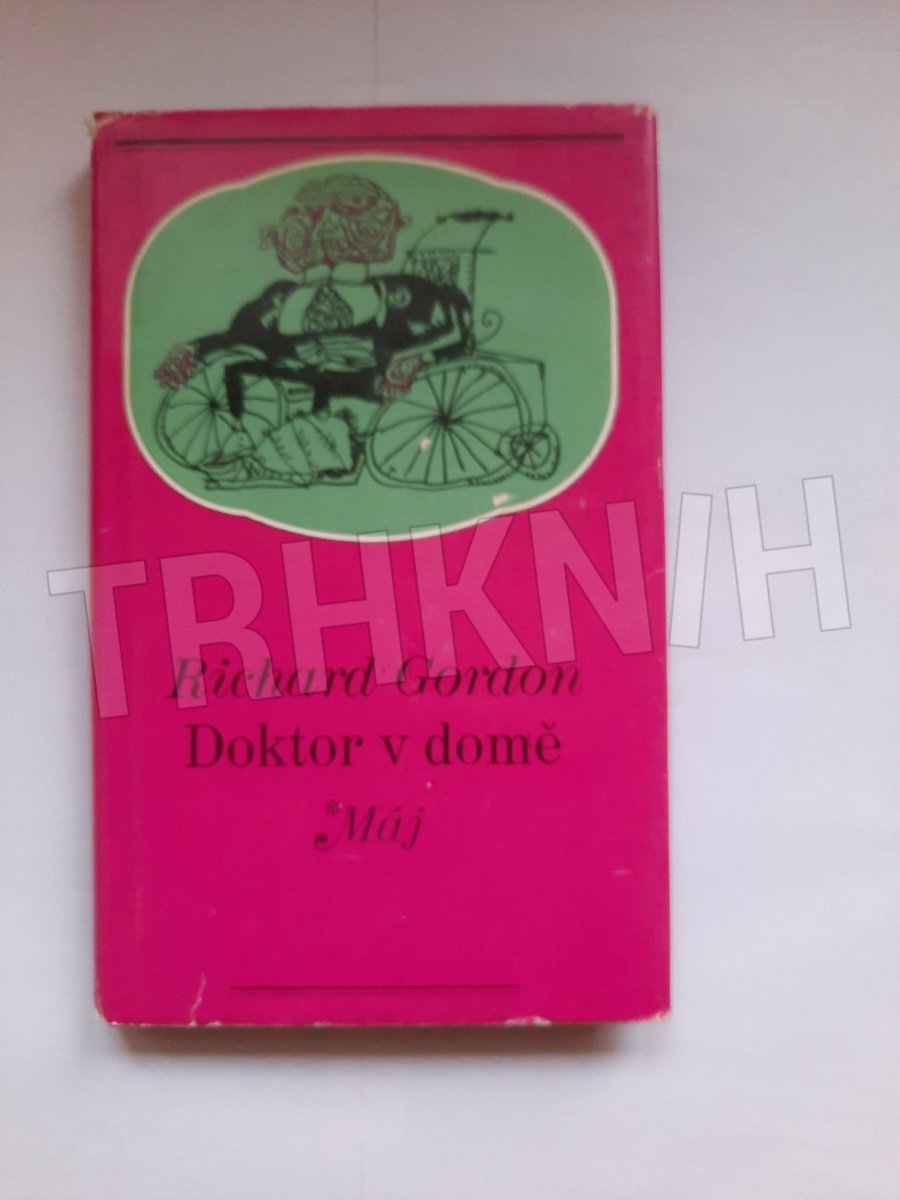 TRHKNIH
Richard Gordon
Doktor v domě
*Máj